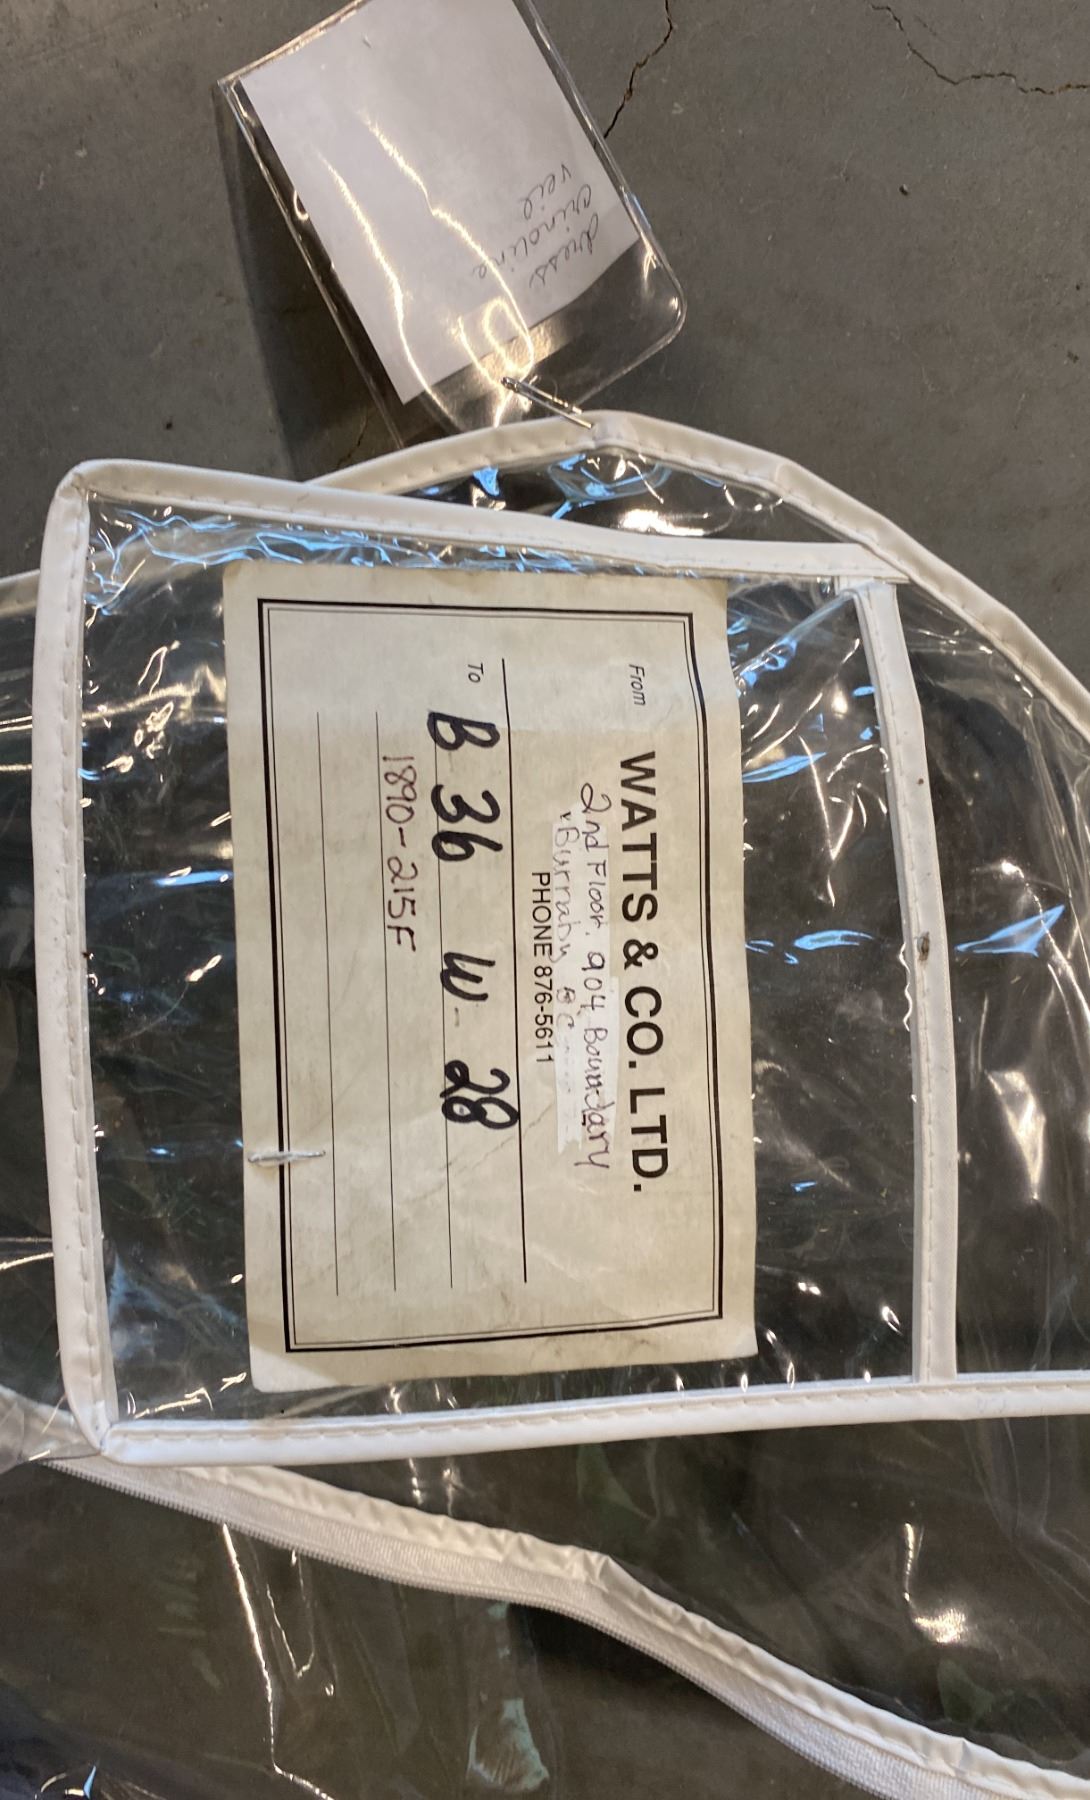 dress
crinoline
veil
From
WATTS & CO. LTD.
2nd Floor, 904 Boundary
Burnaby BC
PHONE 876-5611
To
B 36 W-28
1890-215F